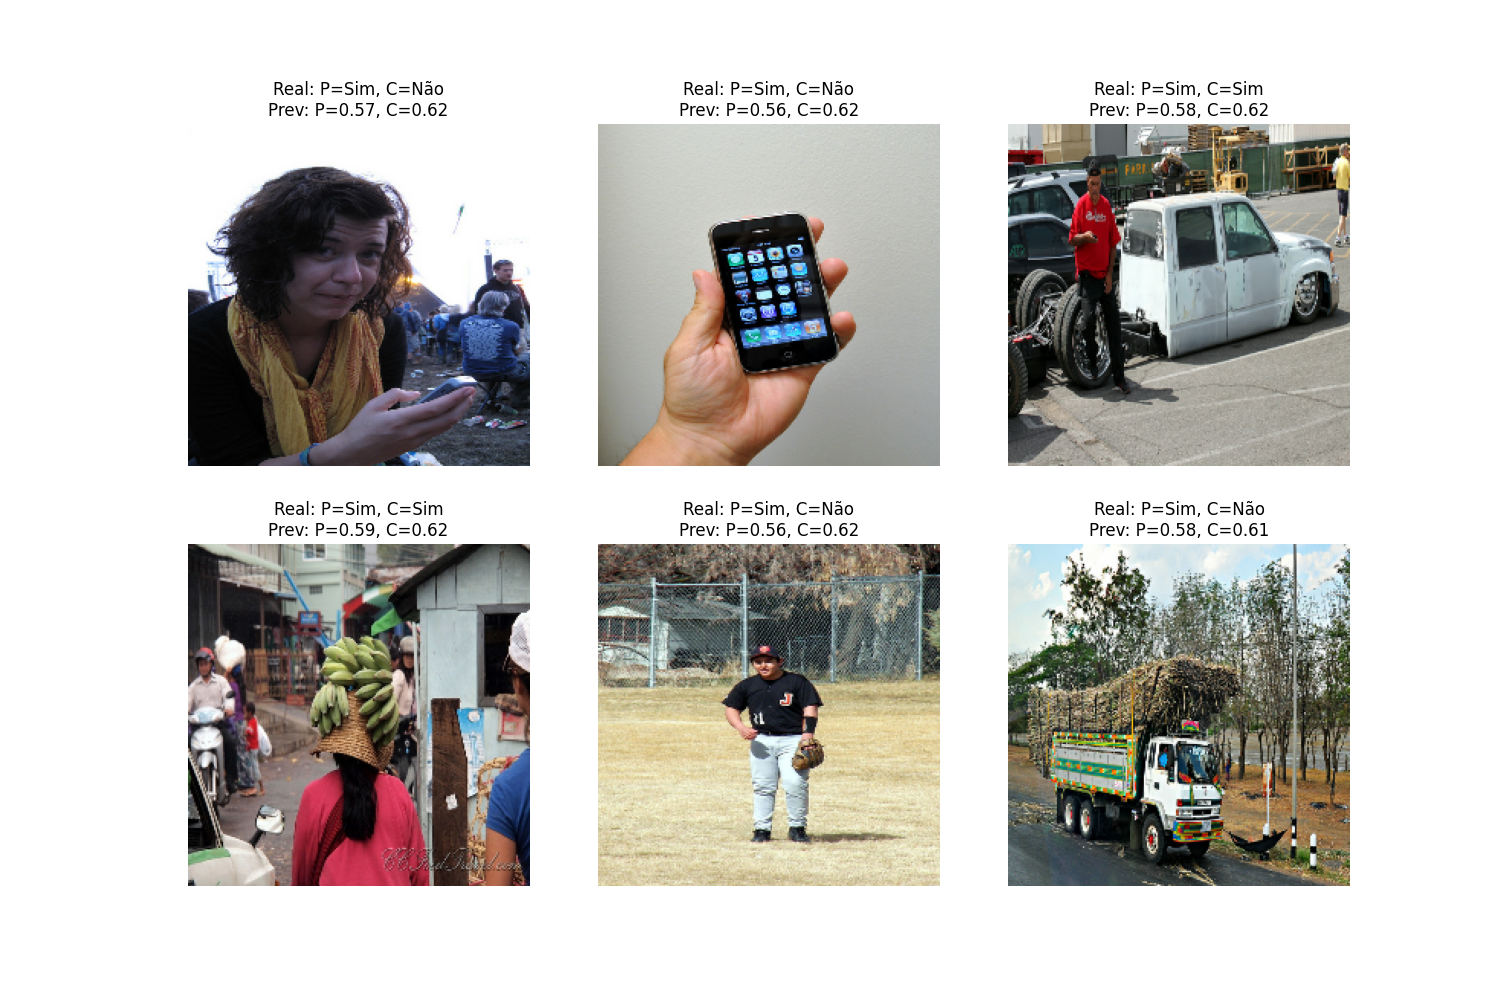 Real: P=Sim, C=Não
Prev: P=0.57, C=0.62
Real: P=Sim, C=Não
Prev: P=0.56, C=0.62
Real: P=Sim, C=Sim
Prev: P=0.58, C=0.62
PARK
Real: P=Sim, C=Sim
Prev: P=0.59, C=0.62
Real: P=Sim, C=Não
Prev: P=0.56, C=0.62
J
Real: P=Sim, C=Não
Prev: P=0.58, C=0.61